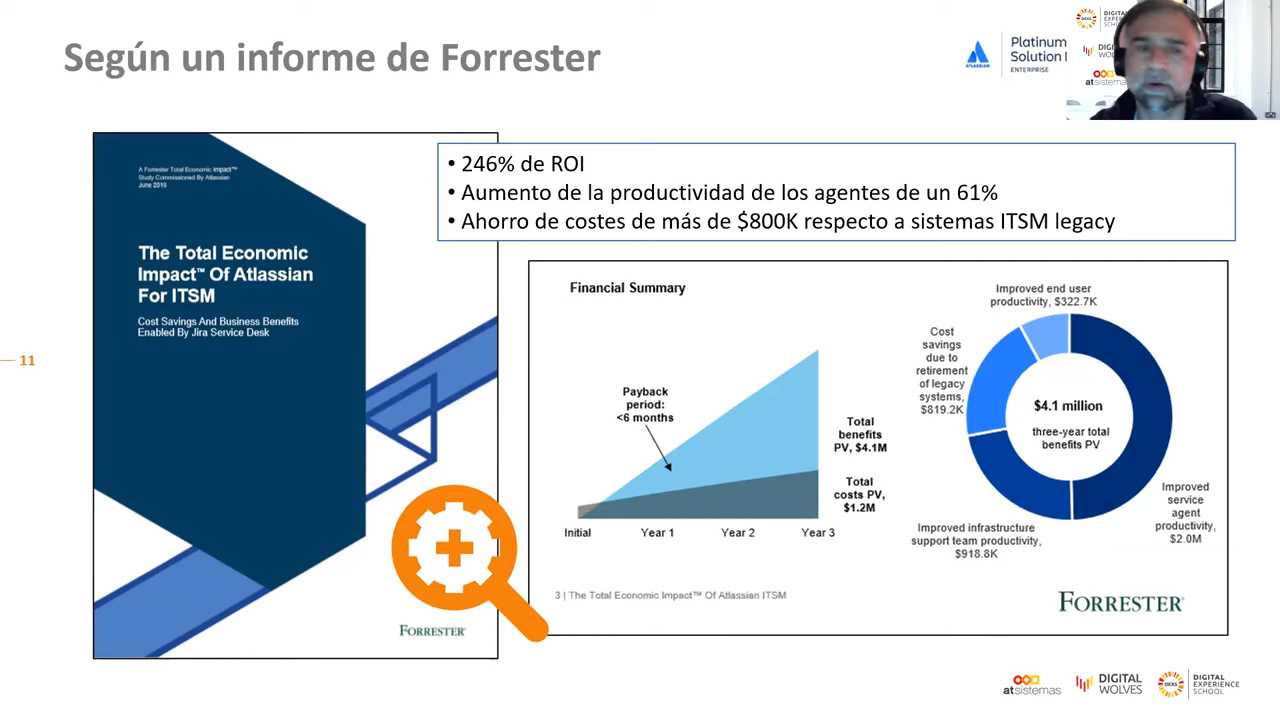 Según un informe de Forrester
ATLASSIAN
Platinum
Solution
ENTERPRISE
DEXS
DIGITAL
atsistemas
A Forrester Total Economic Impact™
Study Commissioned By Atlassian
June 2019
The Total Economic
Impact™ Of Atlassian
For ITSM
Cost Savings And Business Benefits
Enabled By Jira Service Desk
FORRESTER®
• 246% de ROI
• Aumento de la productividad de los agentes de un 61%
• Ahorro de costes de más de $800K respecto a sistemas ITSM legacy
11
Financial Summary
Payback
period:
<6 months
Total
benefits
PV, $4.1M
Total
costs PV,
$1.2M
Initial
Year 1
Year 2
Year 3
Improved end user
productivity, $322.7K
Cost
savings
due to
retirement
of legacy
systems,
$819.2K
$4.1 million
three-year total
benefits PV
Improved
service
agent
productivity,
$2.0M
Improved infrastructure
support team productivity,
$918.8K
3 | The Total Economic Impact™ Of Atlassian ITSM
FORRESTER®
atsistemas
DIGITAL
WOLVES
DEXS
DIGITAL
EXPERIENCE
SCHOOL